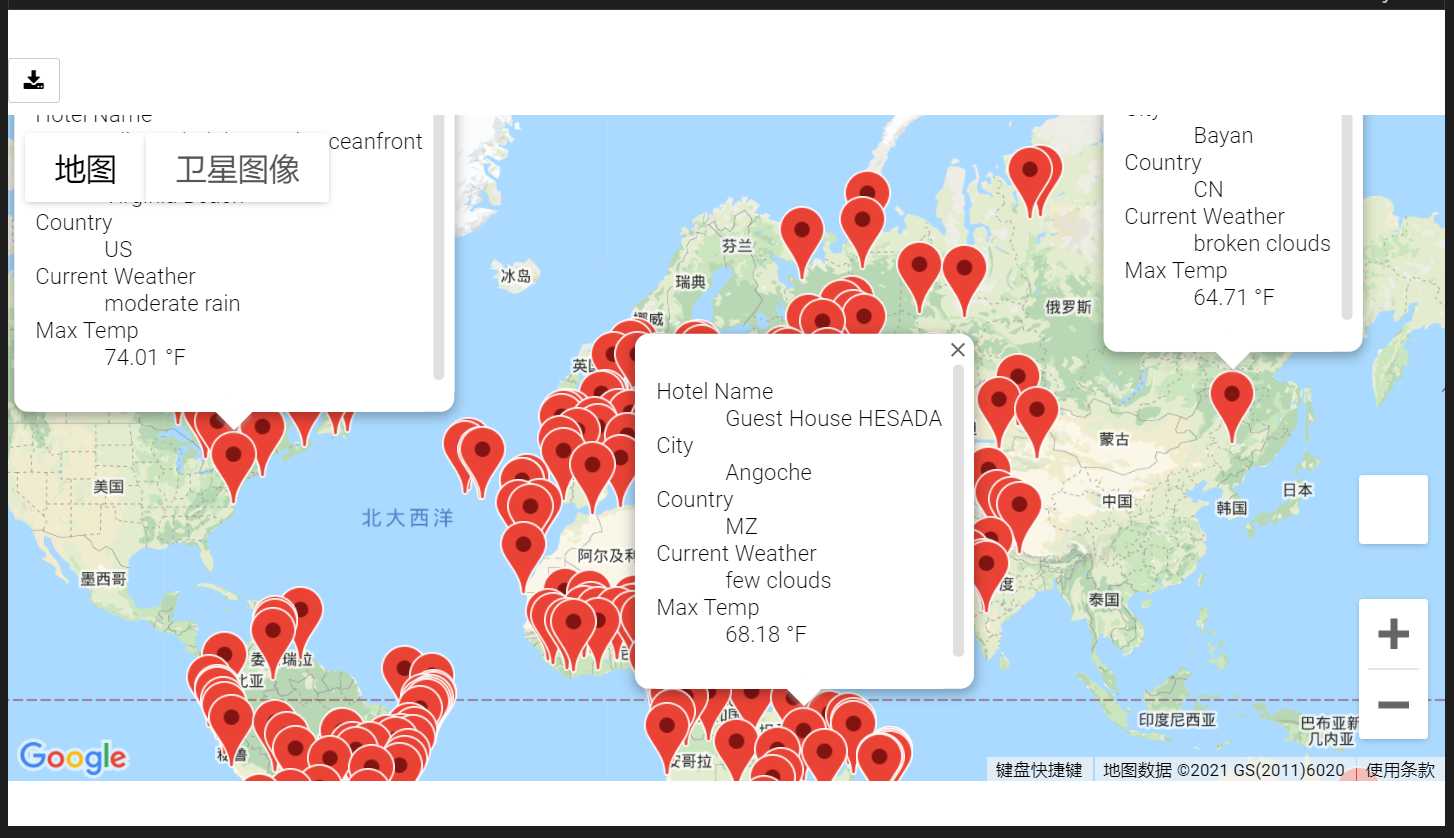 Hotel Name
ceanfront
地图
卫星图像
Virginia Beach
Country
US
Current Weather
moderate rain
Max Temp
74.01 °F
City
Bayan
Country
CN
Current Weather
broken clouds
Max Temp
64.71 °F
芬兰
冰岛
瑞典
俄罗斯
挪威
英国
Hotel Name
Guest House HESADA
City
Angoche
Country
MZ
Current Weather
few clouds
Max Temp
68.18 °F
蒙古
美国
日本
中国
韩国
北大西洋
阿尔及利
墨西哥
度
泰国
委
瑞拉
比亚
印度尼西亚
巴布亚新
几内亚
秘鲁
安哥拉
Google
键盘快捷键
地图数据 ©2021 GS(2011)6020
使用条款